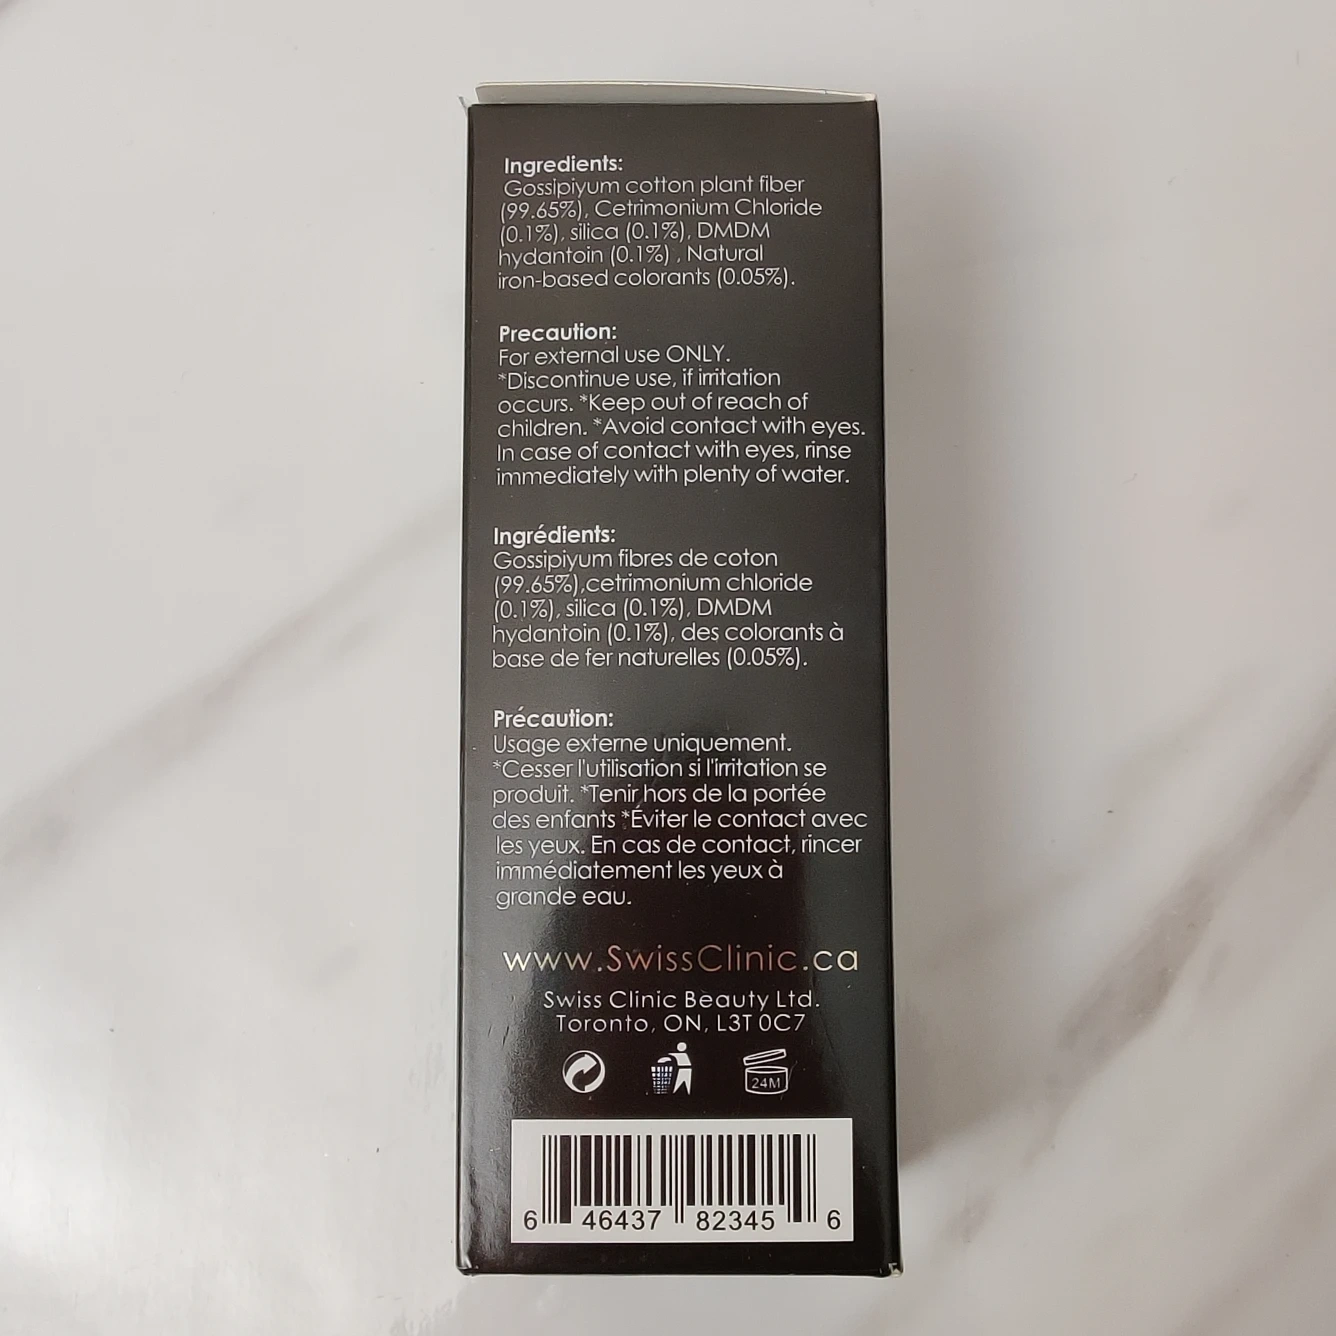 Ingredients:
Gossipiyum cotton plant fiber
(99.65%), Cetrimonium Chloride
(0.1%), silica (0.1%), DMDM
hydantoin (0.1%) , Natural
iron-based colorants (0.05%).
Precaution:
For external use ONLY.
*Discontinue use, if irritation
occurs. *Keep out of reach of
children. *Avoid contact with eyes.
In case of contact with eyes, rinse
immediately with plenty of water.
Ingrédients:
Gossipiyum fibres de coton
(99.65%),cetrimonium chloride
(0.1%), silica (0.1%), DMDM
hydantoin (0.1%), des colorants à
base de fer naturelles (0.05%).
Précaution:
Usage externe uniquement.
*Cesser l'utilisation si l'irritation se
produit. *Tenir hors de la portée
des enfants *Éviter le contact avec
les yeux. En cas de contact, rincer
immédiatement les yeux à
grande eau.
www.SwissClinic.ca
Swiss Clinic Beauty Ltd.
Toronto, ON, L3T 0C7
24M
6 46437 82345 6